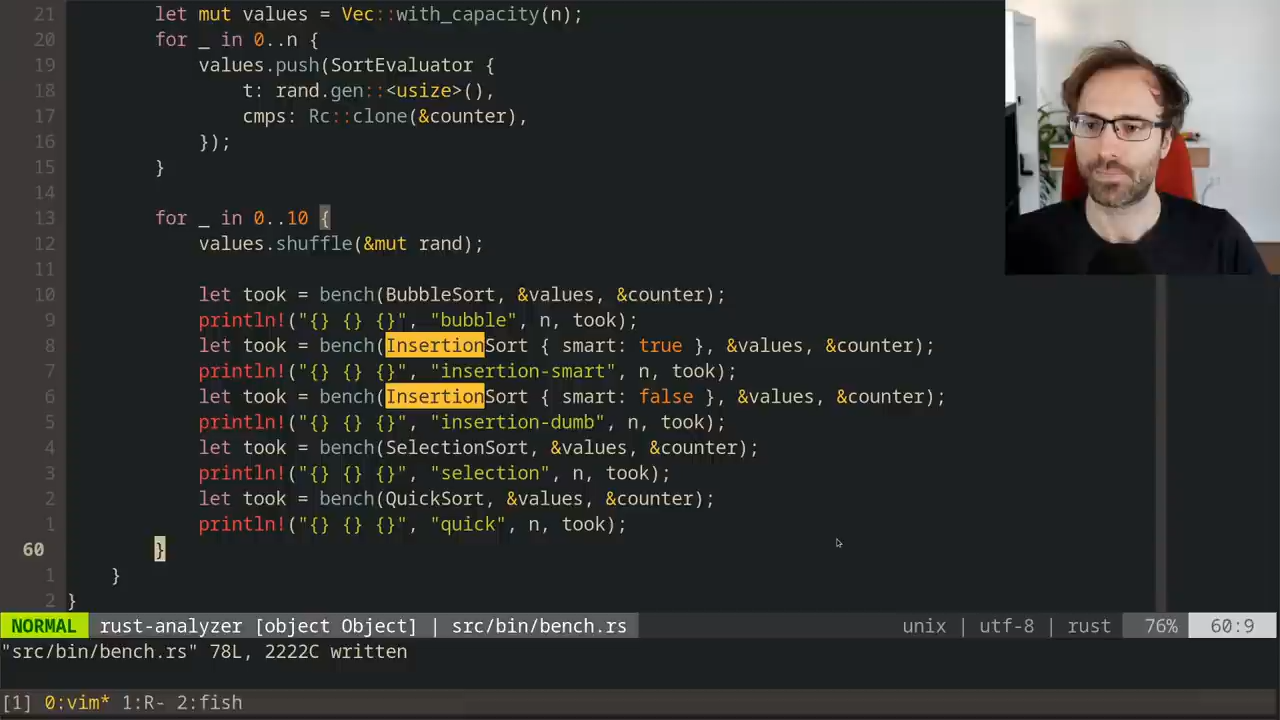 21 let mut values = Vec::with_capacity(n);
20 for _ in 0..n {
19 values.push(SortEvaluator {
18 t: rand.gen::<usize>(),
17 cmps: Rc::clone(&counter),
16 });
15 }
14
13 for _ in 0..10 {
12 values.shuffle(&mut rand);
11
10 let took = bench(BubbleSort, &values, &counter);
9 println!("{} {} {}", "bubble", n, took);
8 let took = bench(InsertionSort { smart: true }, &values, &counter);
7 println!("{} {} {}", "insertion-smart", n, took);
6 let took = bench(InsertionSort { smart: false }, &values, &counter);
5 println!("{} {} {}", "insertion-dumb", n, took);
4 let took = bench(SelectionSort, &values, &counter);
3 println!("{} {} {}", "selection", n, took);
2 let took = bench(QuickSort, &values, &counter);
1 println!("{} {} {}", "quick", n, took);
60 }
1 }
2 }
NORMAL rust-analyzer [object Object] | src/bin/bench.rs unix | utf-8 | rust 76% 60:9
"src/bin/bench.rs" 78L, 2222C written
[1] 0:vim* 1:R- 2:fish